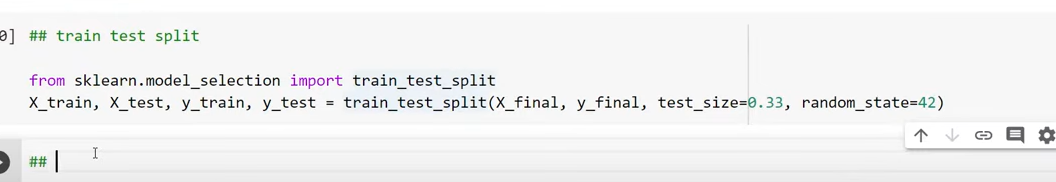 0] ## train test split
from sklearn.model_selection import train_test_split
X_train, X_test, y_train, y_test = train_test_split(X_final, y_final, test_size=0.33, random_state=42)
##